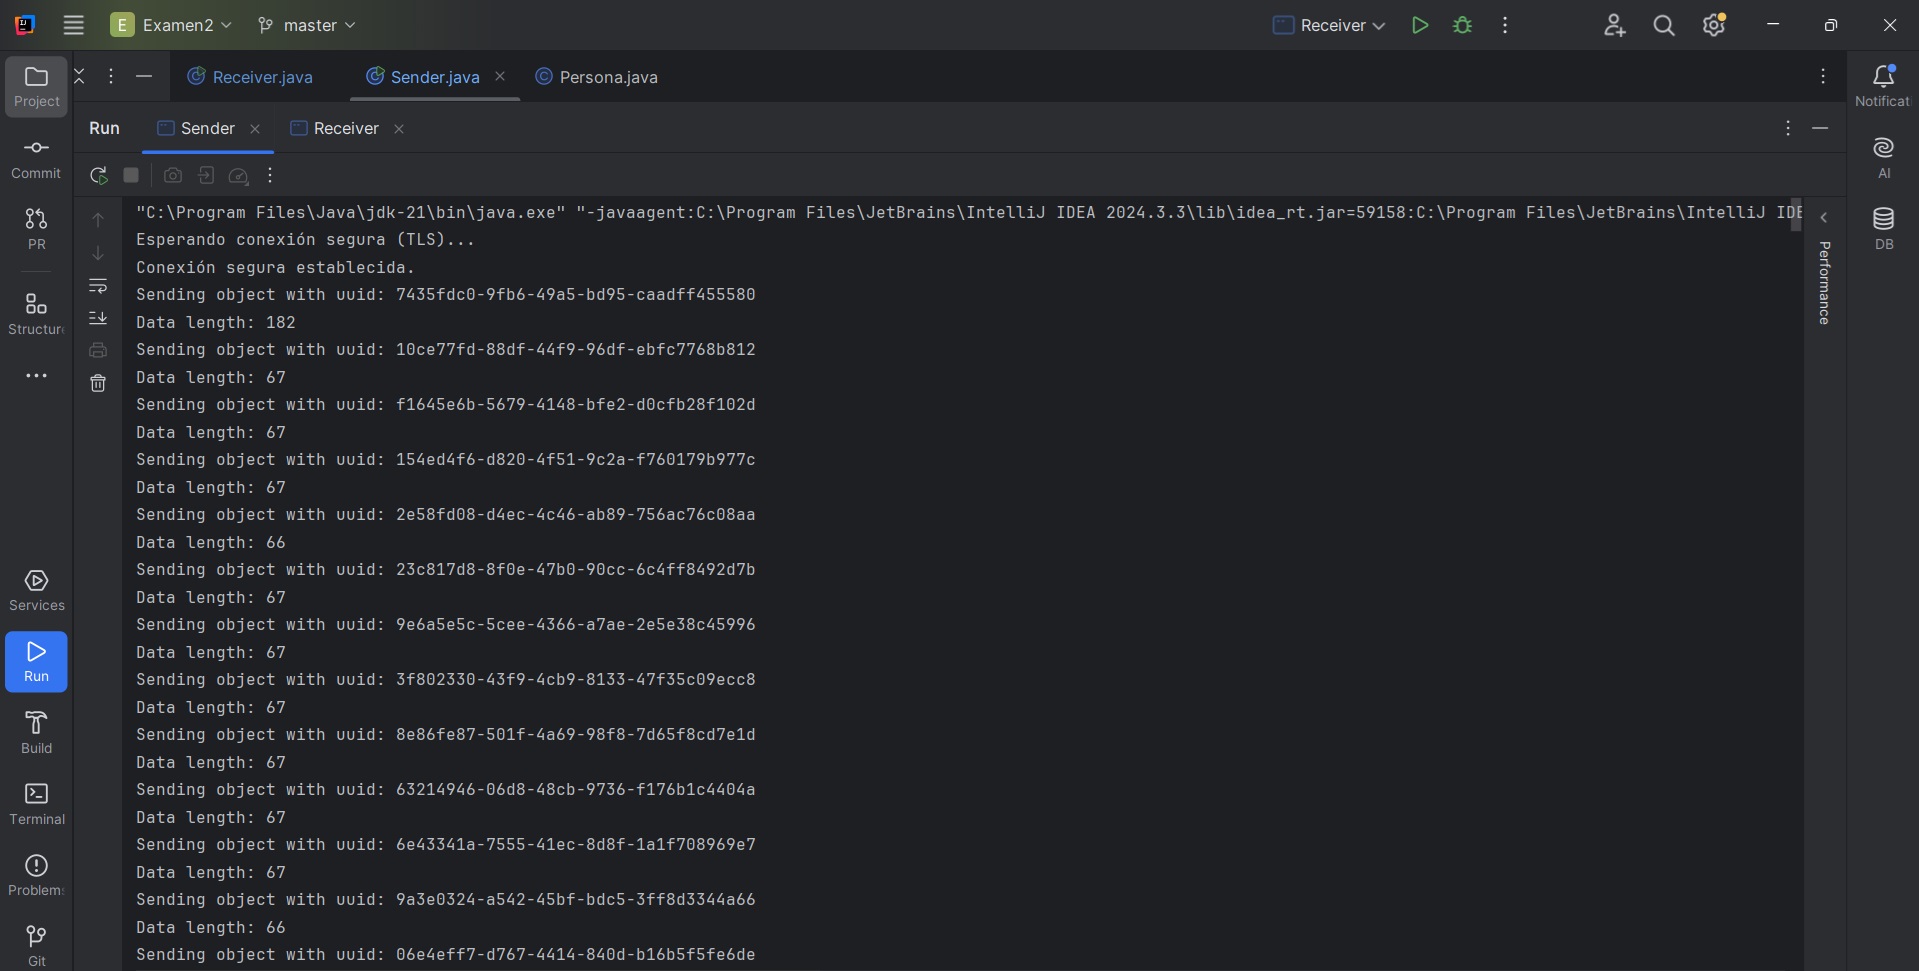 E Examen2 master Receiver
Project Receiver.java Sender.java Persona.java Notificat
Run Sender Receiver
Commit AI
PR DB
Structur
Services
Run
Build
Terminal
Problem
Git
"C:\Program Files\Java\jdk-21\bin\java.exe" "-javaagent:C:\Program Files\JetBrains\IntelliJ IDEA 2024.3.3\lib\idea_rt.jar=59158:C:\Program Files\JetBrains\IntelliJ IDE
Esperando conexión segura (TLS)...
Conexión segura establecida.
Sending object with uuid: 7435fdc0-9fb6-49a5-bd95-caadff455580
Data length: 182
Sending object with uuid: 10ce77fd-88df-44f9-96df-ebfc7768b812
Data length: 67
Sending object with uuid: f1645e6b-5679-4148-bfe2-d0cfb28f102d
Data length: 67
Sending object with uuid: 154ed4f6-d820-4f51-9c2a-f760179b977c
Data length: 67
Sending object with uuid: 2e58fd08-d4ec-4c46-ab89-756ac76c08aa
Data length: 66
Sending object with uuid: 23c817d8-8f0e-47b0-90cc-6c4ff8492d7b
Data length: 67
Sending object with uuid: 9e6a5e5c-5cee-4366-a7ae-2e5e38c45996
Data length: 67
Sending object with uuid: 3f802330-43f9-4cb9-8133-47f35c09ecc8
Data length: 67
Sending object with uuid: 8e86fe87-501f-4a69-98f8-7d65f8cd7e1d
Data length: 67
Sending object with uuid: 63214946-06d8-48cb-9736-f176b1c4404a
Data length: 67
Sending object with uuid: 6e43341a-7555-41ec-8d8f-1a1f708969e7
Data length: 67
Sending object with uuid: 9a3e0324-a542-45bf-bdc5-3ff8d3344a66
Data length: 66
Sending object with uuid: 06e4eff7-d767-4414-840d-b16b5f5fe6de
Performance